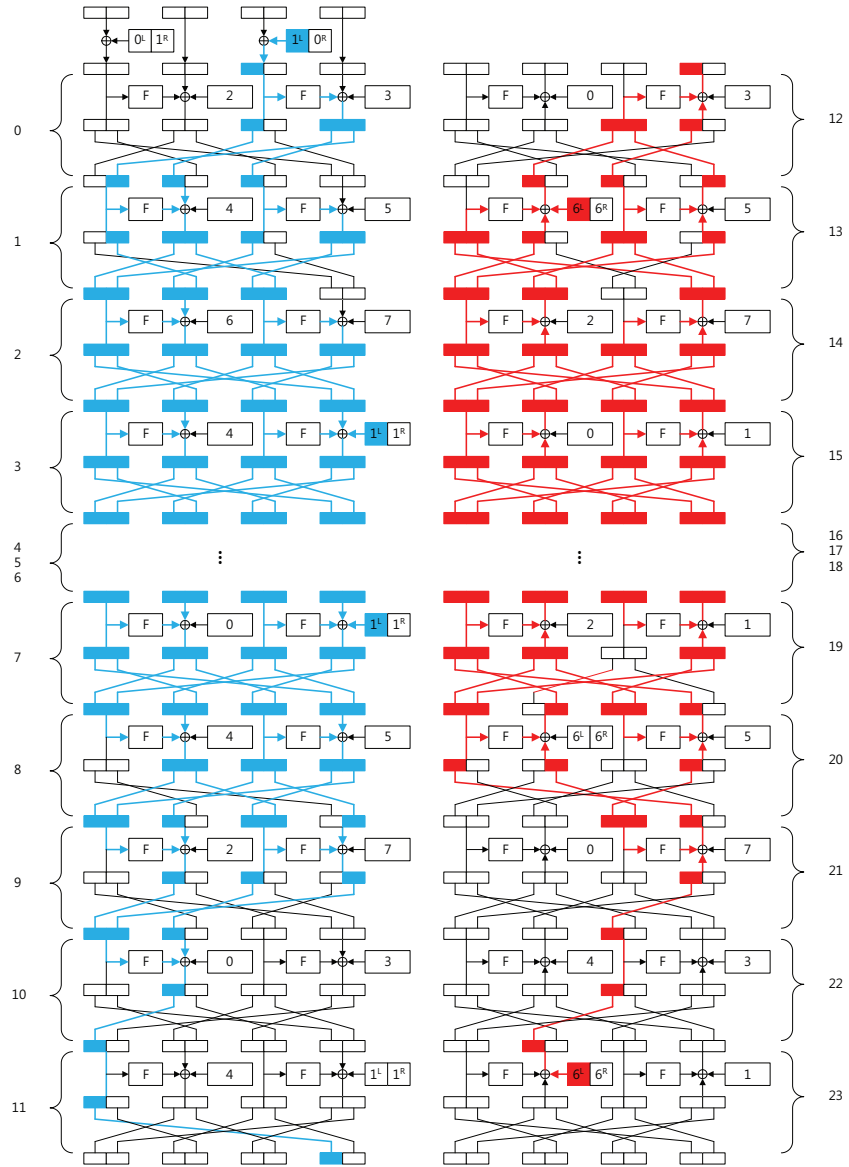 0ᴸ 1ᴿ 1ᴸ 0ᴿ
0 F 2 F 3 F 0 F 3 12
1 F 4 F 5 F 6ᴸ 6ᴿ F 5 13
2 F 6 F 7 F 2 F 7 14
3 F 4 F 1ᴸ 1ᴿ F 0 F 1 15
4 16
5 ⋮ ⋮ 17
6 18
7 F 0 F 1ᴸ 1ᴿ F 2 F 1 19
8 F 4 F 5 F 6ᴸ 6ᴿ F 5 20
9 F 2 F 7 F 0 F 7 21
10 F 0 F 3 F 4 F 3 22
11 F 4 F 1ᴸ 1ᴿ F 6ᴸ 6ᴿ F 1 23